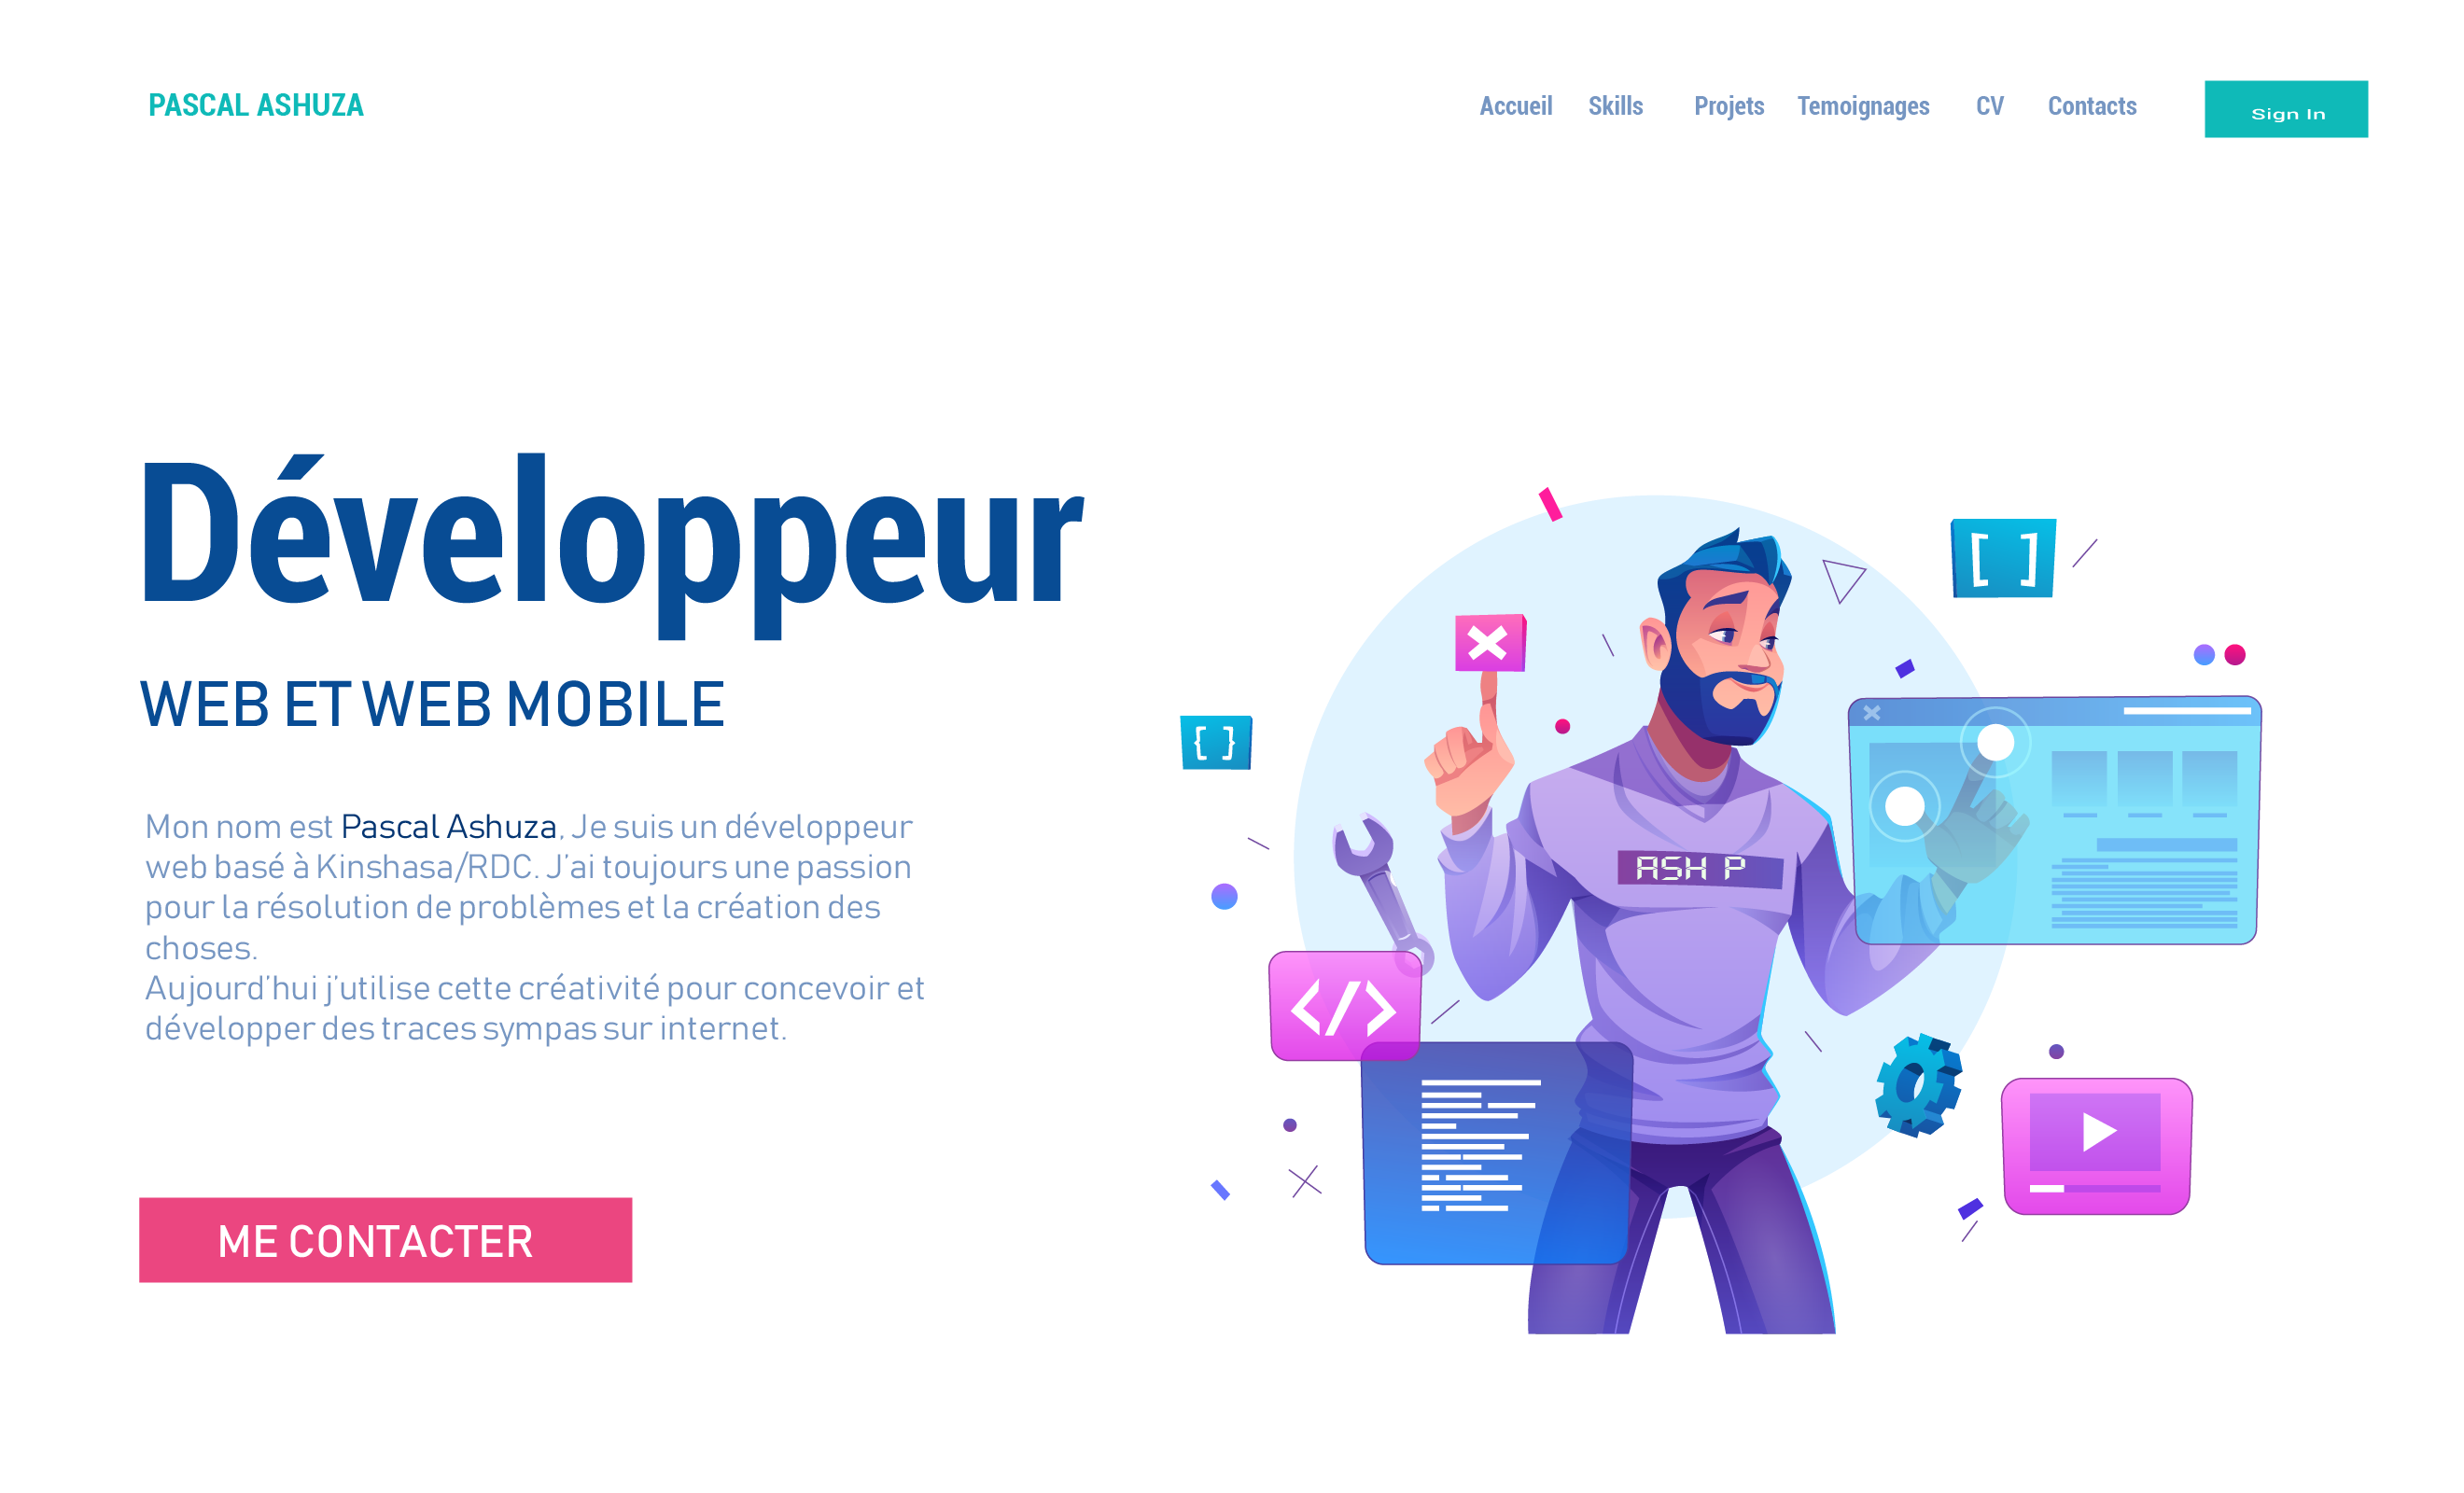 PASCAL ASHUZA
Accueil Skills Projets Temoignages CV Contacts Sign In
Développeur
WEB ET WEB MOBILE
Mon nom est Pascal Ashuza, Je suis un développeur
web basé à Kinshasa/RDC. J’ai toujours une passion
pour la résolution de problèmes et la création des
choses.
Aujourd’hui j’utilise cette créativité pour concevoir et
développer des traces sympas sur internet.
ME CONTACTER
[ ]
{ }
ASH P
</>